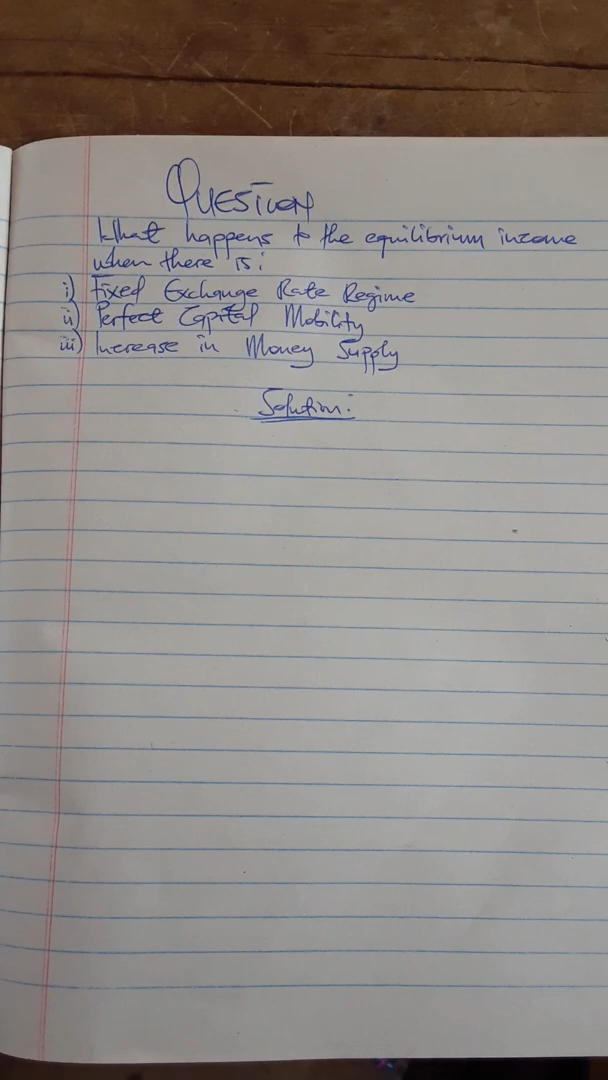 QUESTION
What happens to the equilibrium income
when there is:
i) Fixed Exchange Rate Regime
ii) Perfect Capital Mobility
iii) Increase in Money Supply
Solution: